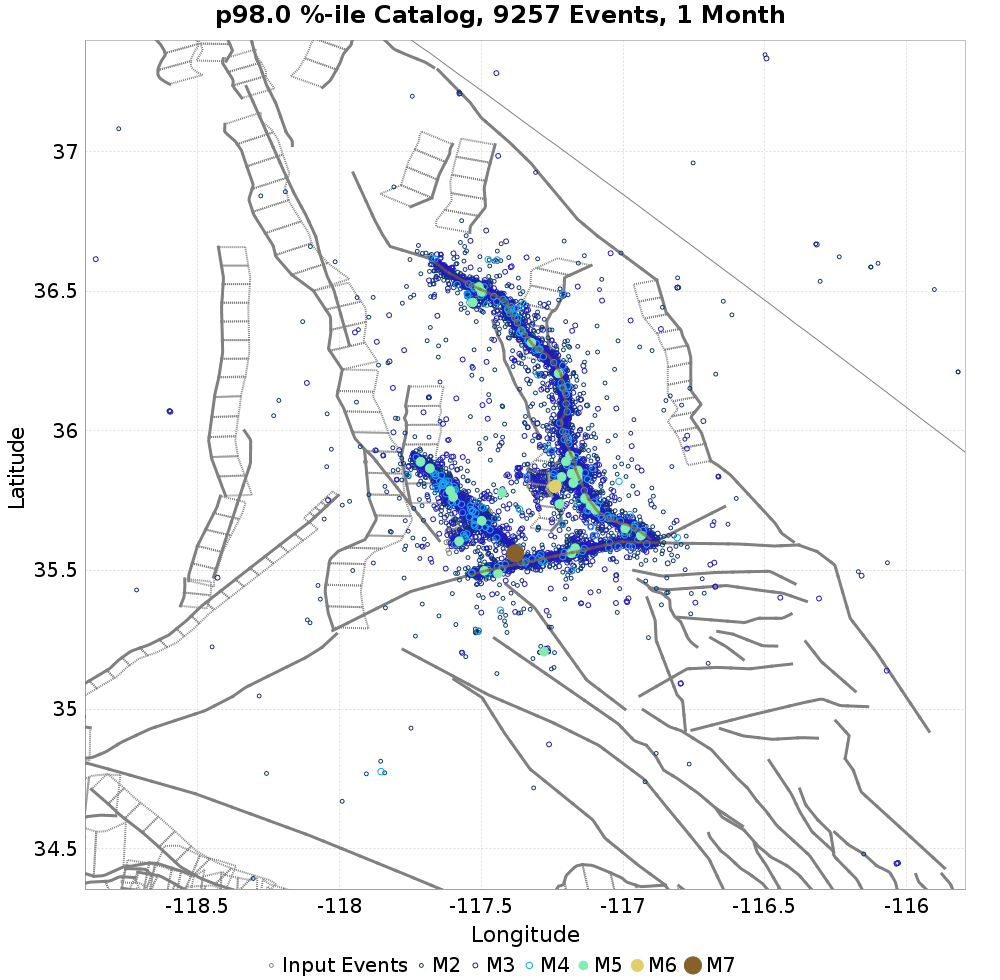 p98.0 %-ile Catalog, 9257 Events, 1 Month
Latitude
37
36.5
36
35.5
35
34.5
-118.5 -118 -117.5 -117 -116.5 -116
Longitude
Input Events M2 M3 M4 M5 M6 M7